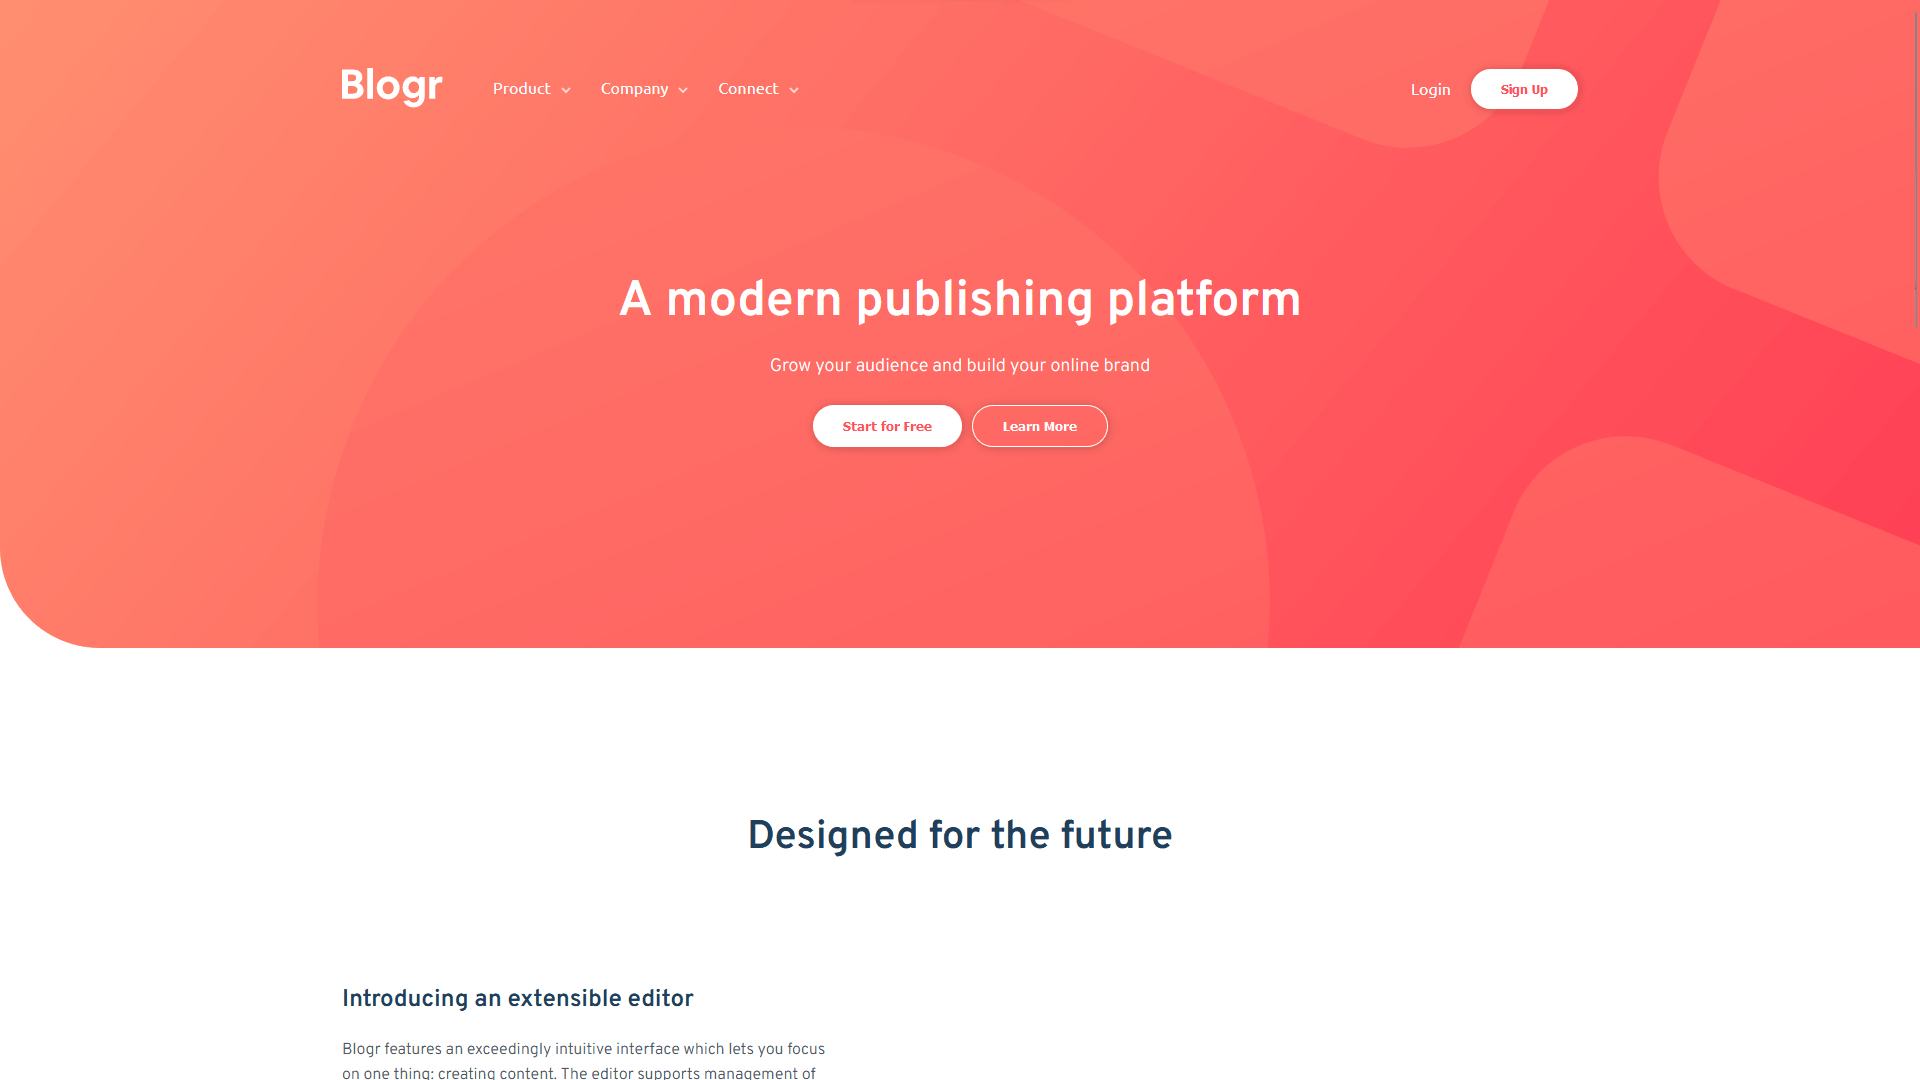 Blogr Product Company Connect Login Sign Up
A modern publishing platform
Grow your audience and build your online brand
Start for Free Learn More
Designed for the future
Introducing an extensible editor
Blogr features an exceedingly intuitive interface which lets you focus
on one thing: creating content. The editor supports management of